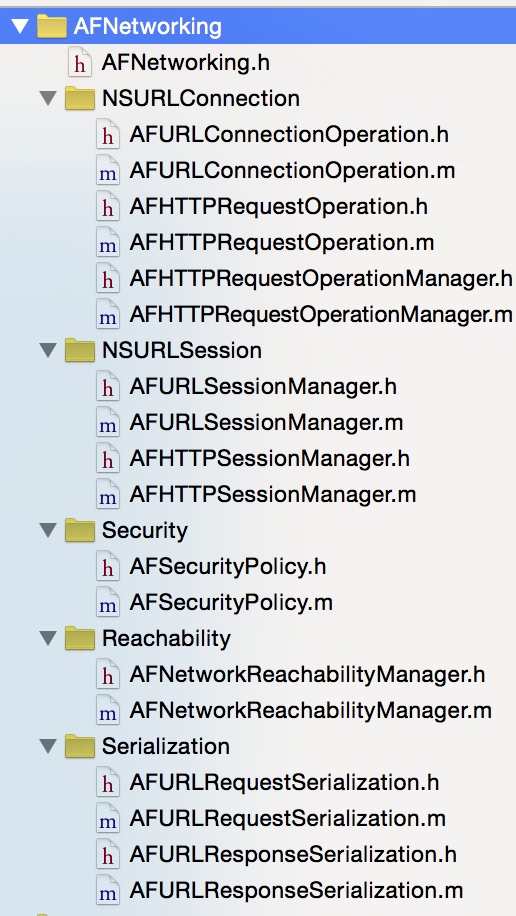 AFNetworking
h AFNetworking.h
NSURLConnection
h AFURLConnectionOperation.h
m AFURLConnectionOperation.m
h AFHTTPRequestOperation.h
m AFHTTPRequestOperation.m
h AFHTTPRequestOperationManager.h
m AFHTTPRequestOperationManager.m
NSURLSession
h AFURLSessionManager.h
m AFURLSessionManager.m
h AFHTTPSessionManager.h
m AFHTTPSessionManager.m
Security
h AFSecurityPolicy.h
m AFSecurityPolicy.m
Reachability
h AFNetworkReachabilityManager.h
m AFNetworkReachabilityManager.m
Serialization
h AFURLRequestSerialization.h
m AFURLRequestSerialization.m
h AFURLResponseSerialization.h
m AFURLResponseSerialization.m